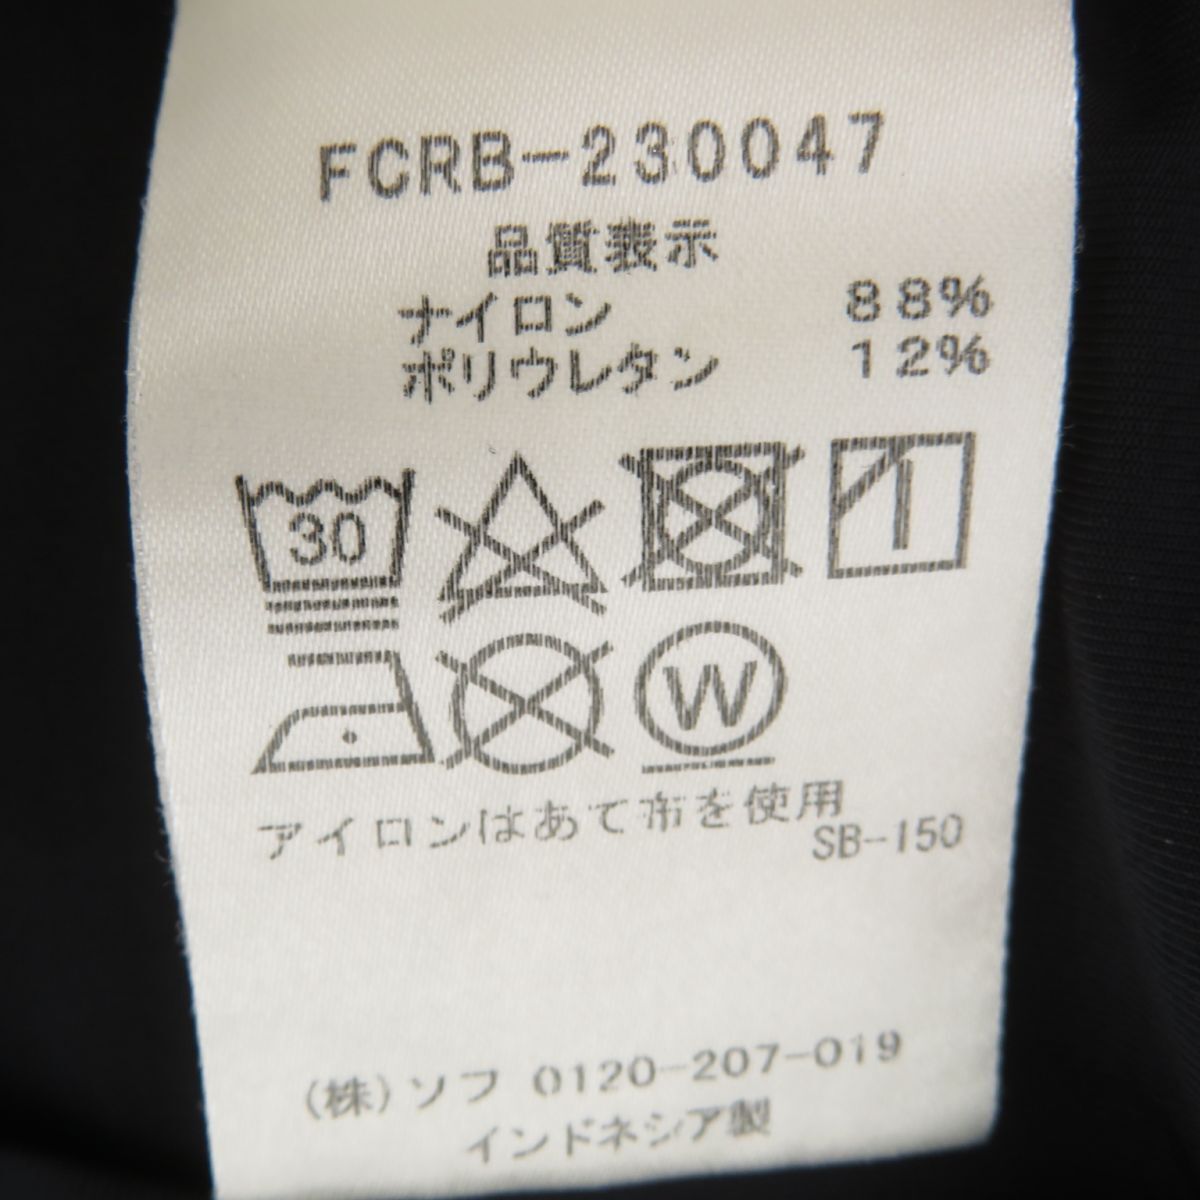 FCRB-230047
品質表示
ナイロン 88%
ポリウレタン 12%
30
W
アイロンはあて布を使用
SB-150
(株)ソフ 0120-207-019
インドネシア製